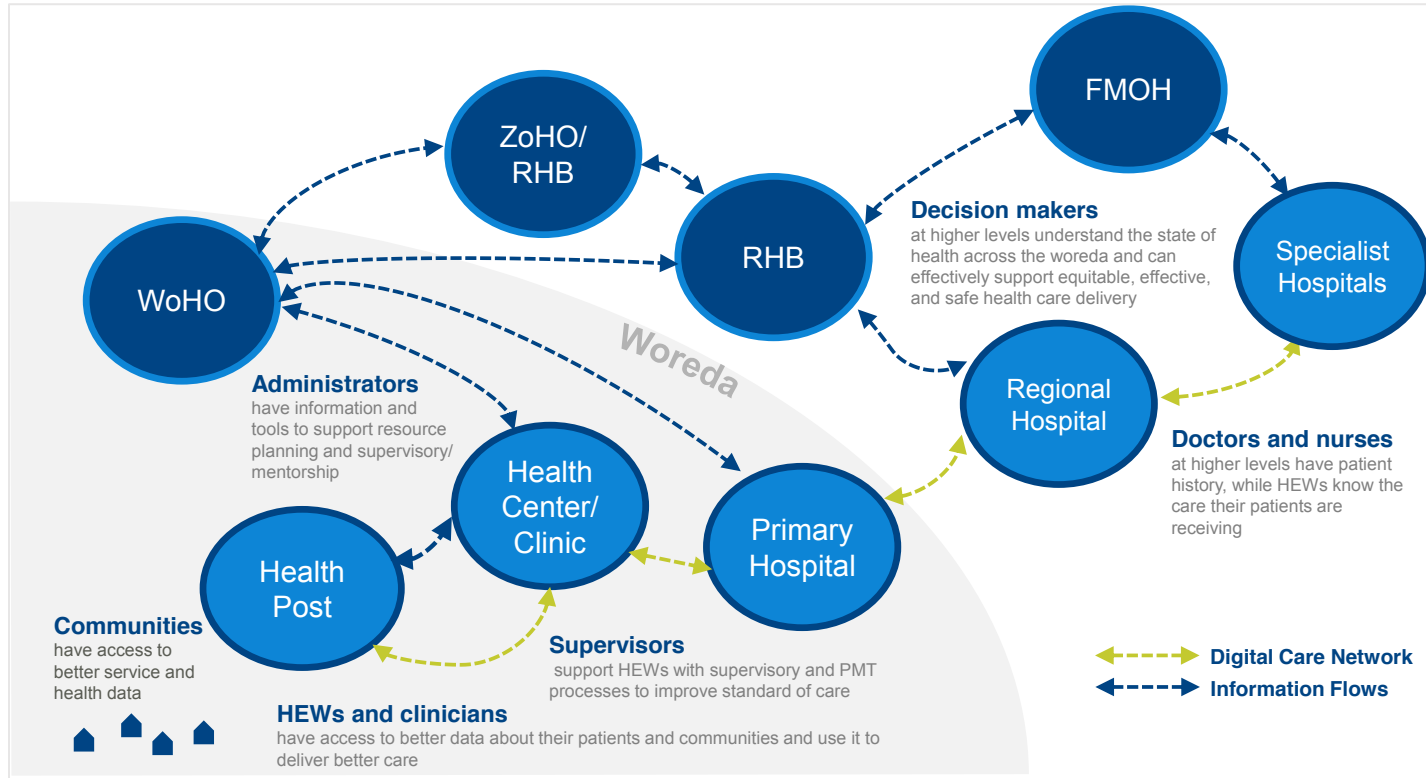 FMOH
ZoHO/
RHB
RHB
WoHO
Specialist
Hospitals
Decision makers
at higher levels understand the state of
health across the woreda and can
effectively support equitable, effective,
and safe health care delivery
Woreda
Regional
Hospital
Administrators
have information and
tools to support resource
planning and supervisory/
mentorship
Health
Center/
Clinic
Primary
Hospital
Doctors and nurses
at higher levels have patient
history, while HEWs know the
care their patients are
receiving
Health
Post
Communities
have access to
better service and
health data
Supervisors
support HEWs with supervisory and PMT
processes to improve standard of care
HEWs and clinicians
have access to better data about their patients and communities and use it to
deliver better care
Digital Care Network
Information Flows